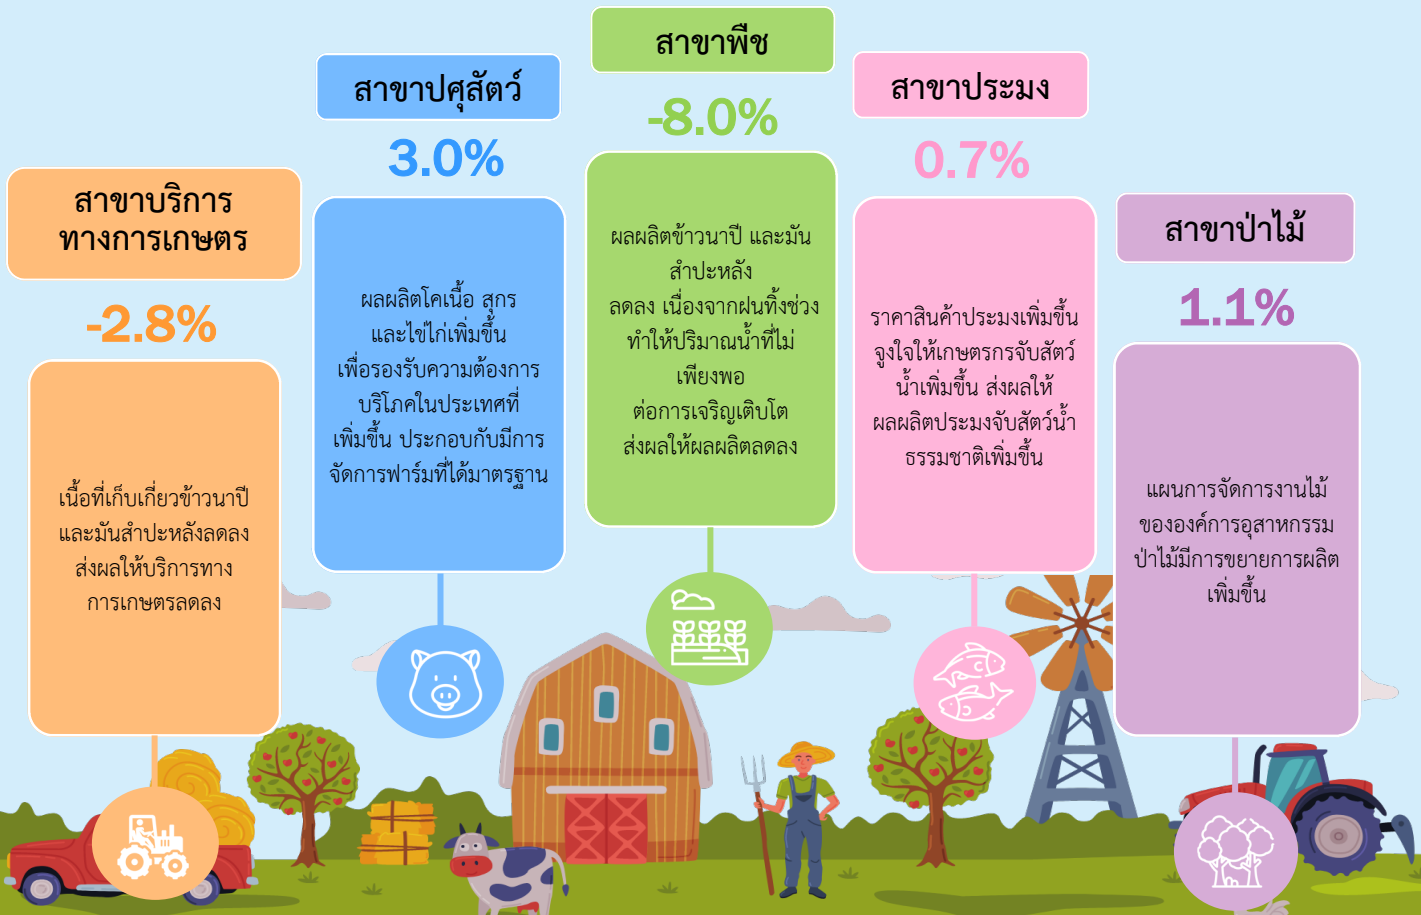 สาขาบริการ
ทางการเกษตร
-2.8%
เนื้อที่เก็บเกี่ยวข้าวนาปี
และมันสำปะหลังลดลง
ส่งผลให้บริการทาง
การเกษตรลดลง
สาขาปศุสัตว์
3.0%
ผลผลิตโคเนื้อ สุกร
และไข่ไก่เพิ่มขึ้น
เพื่อรองรับความต้องการ
บริโภคในประเทศที่
เพิ่มขึ้น ประกอบกับมีการ
จัดการฟาร์มที่ได้มาตรฐาน
สาขาพืช
-8.0%
ผลผลิตข้าวนาปี และมัน
สำปะหลัง
ลดลง เนื่องจากฝนทิ้งช่วง
ทำให้ปริมาณน้ำที่ไม่
เพียงพอ
ต่อการเจริญเติบโต
ส่งผลให้ผลผลิตลดลง
สาขาประมง
0.7%
ราคาสินค้าประมงเพิ่มขึ้น
จูงใจให้เกษตรกรจับสัตว์
น้ำเพิ่มขึ้น ส่งผลให้
ผลผลิตประมงจับสัตว์น้ำ
ธรรมชาติเพิ่มขึ้น
สาขาป่าไม้
1.1%
แผนการจัดการงานไม้
ขององค์การอุสาหกรรม
ป่าไม้มีการขยายการผลิต
เพิ่มขึ้น